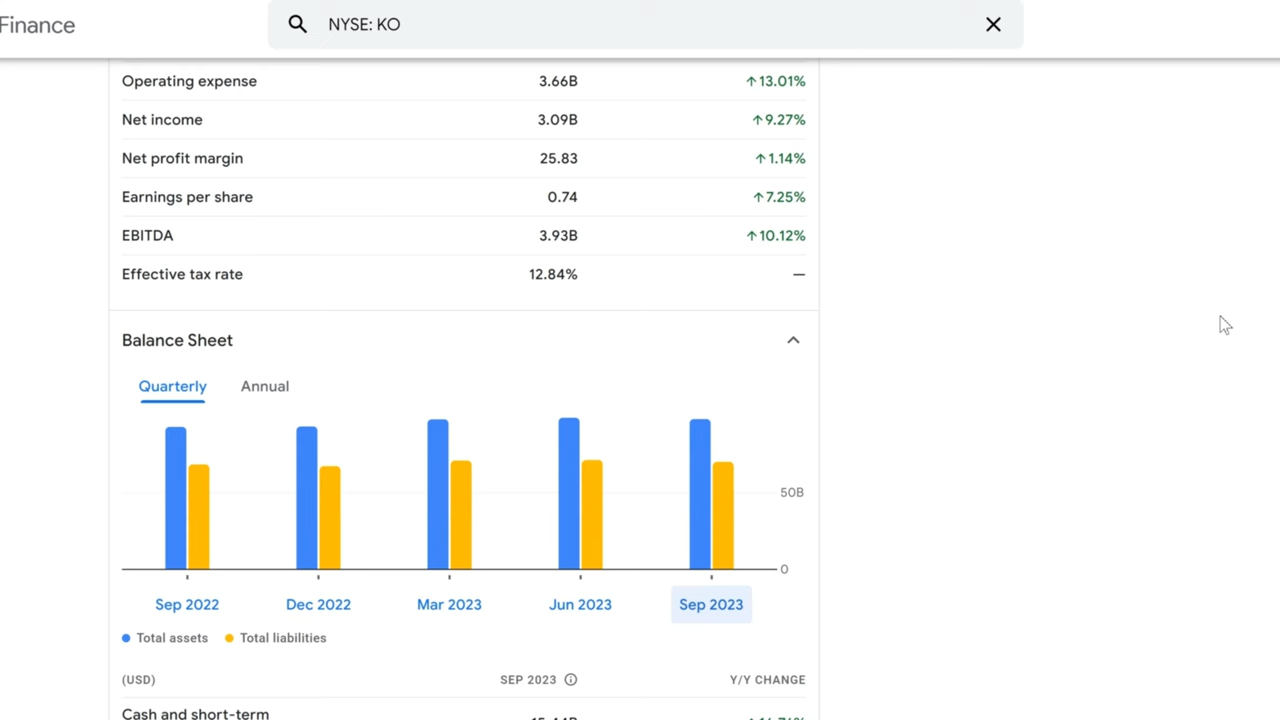 Finance
NYSE: KO
Operating expense 3.66B ↑13.01%
Net income 3.09B ↑9.27%
Net profit margin 25.83 ↑1.14%
Earnings per share 0.74 ↑7.25%
EBITDA 3.93B ↑10.12%
Effective tax rate 12.84% —
Balance Sheet
Quarterly Annual
50B
0
Sep 2022 Dec 2022 Mar 2023 Jun 2023 Sep 2023
Total assets Total liabilities
(USD) SEP 2023 Y/Y CHANGE
Cash and short-term